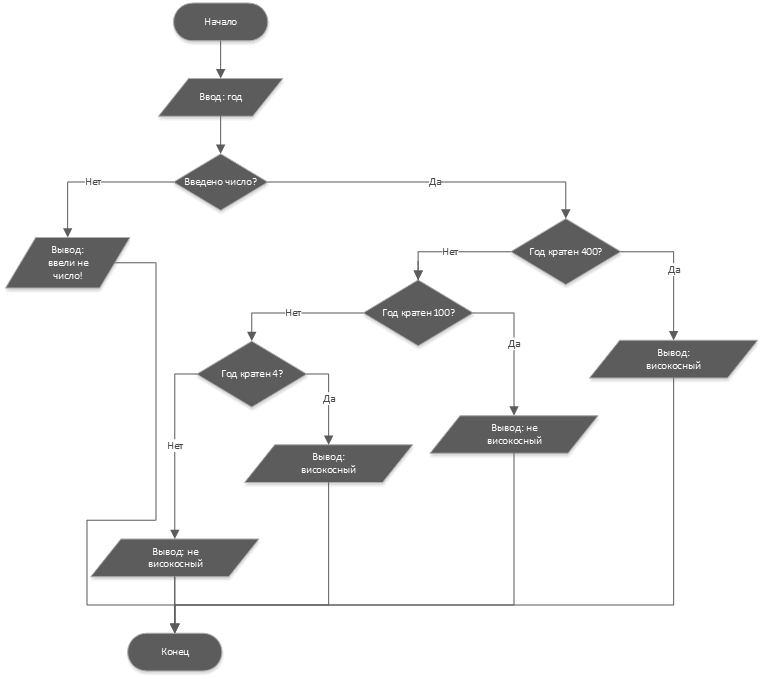 Начало
Ввод: год
Введено число?
Нет
Да
Вывод:
ввели не
число!
Год кратен 400?
Нет
Да
Год кратен 100?
Нет
Да
Вывод:
високосный
Год кратен 4?
Нет
Да
Вывод: не
високосный
Вывод:
високосный
Вывод: не
високосный
Конец